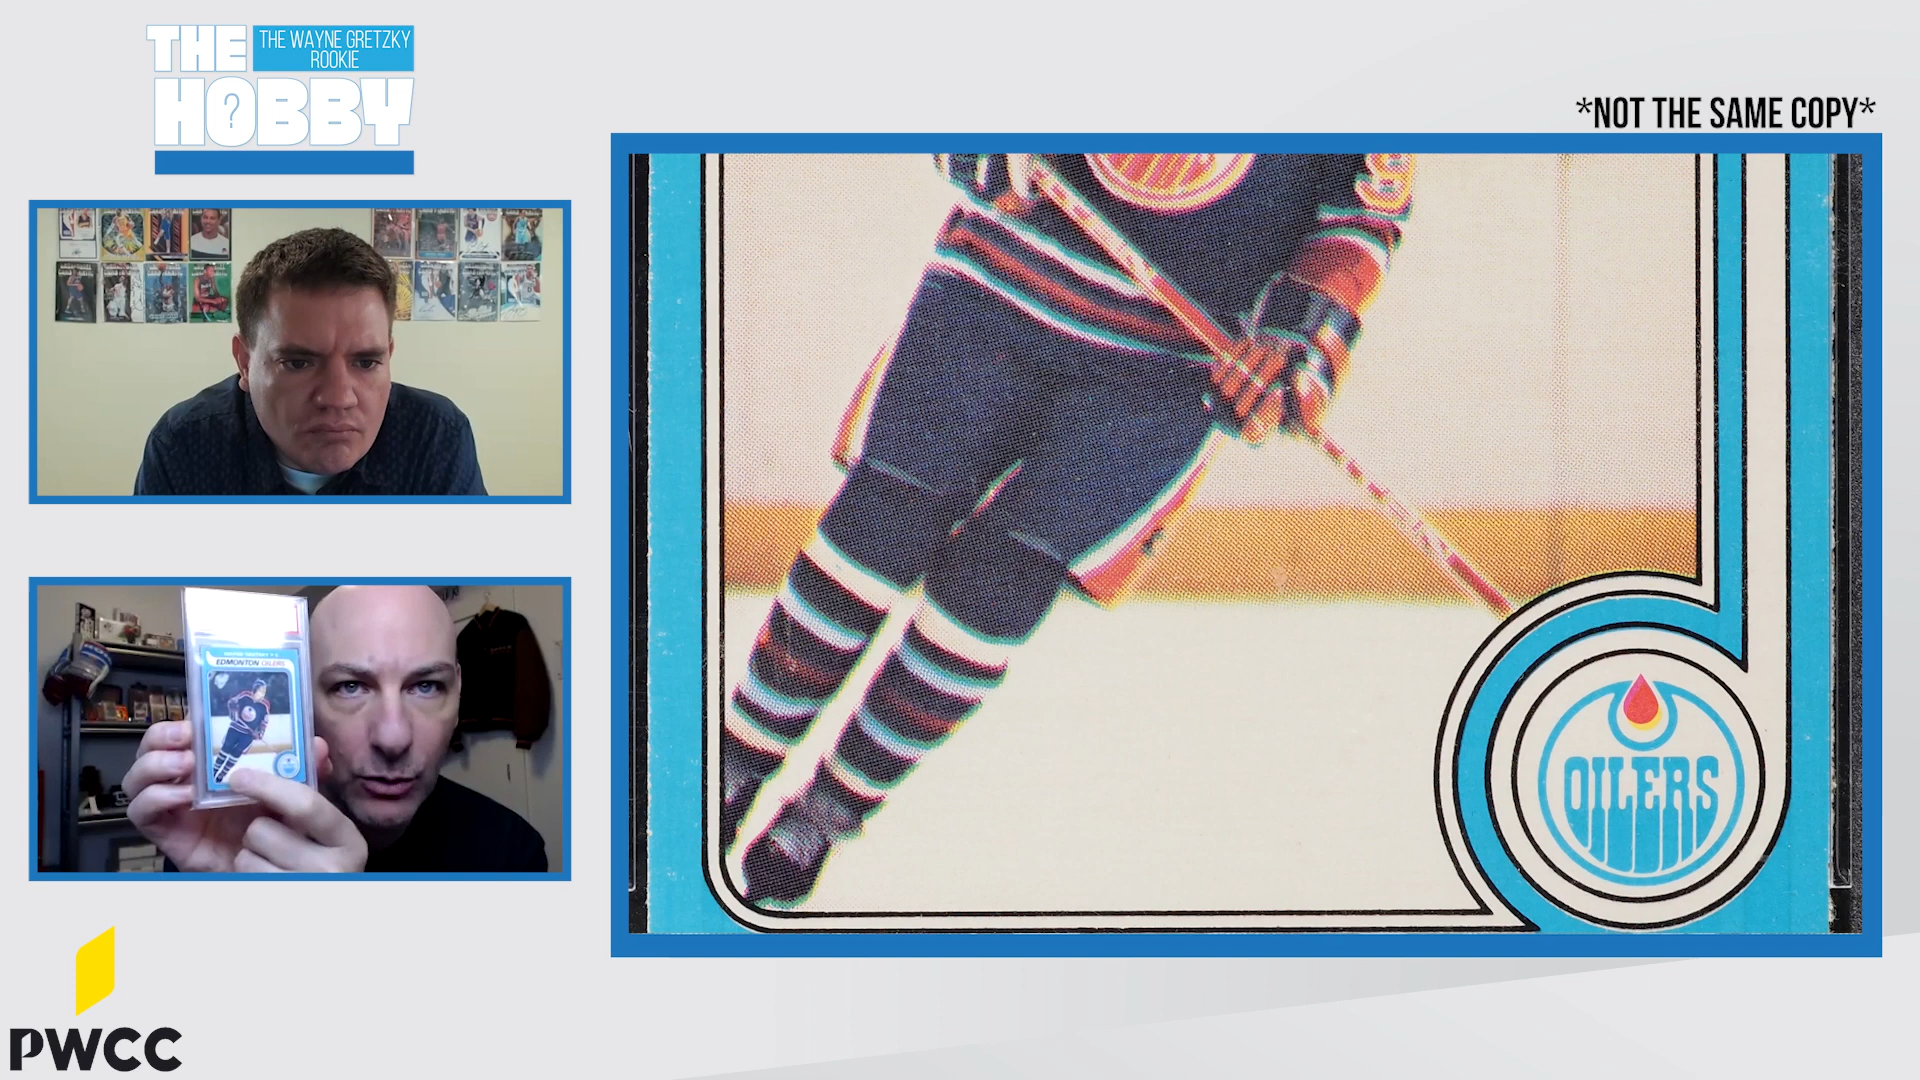 THE
THE WAYNE GRETZKY
ROOKIE
HOBBY
*NOT THE SAME COPY*
EDMONTON OILERS
OILERS
PWCC